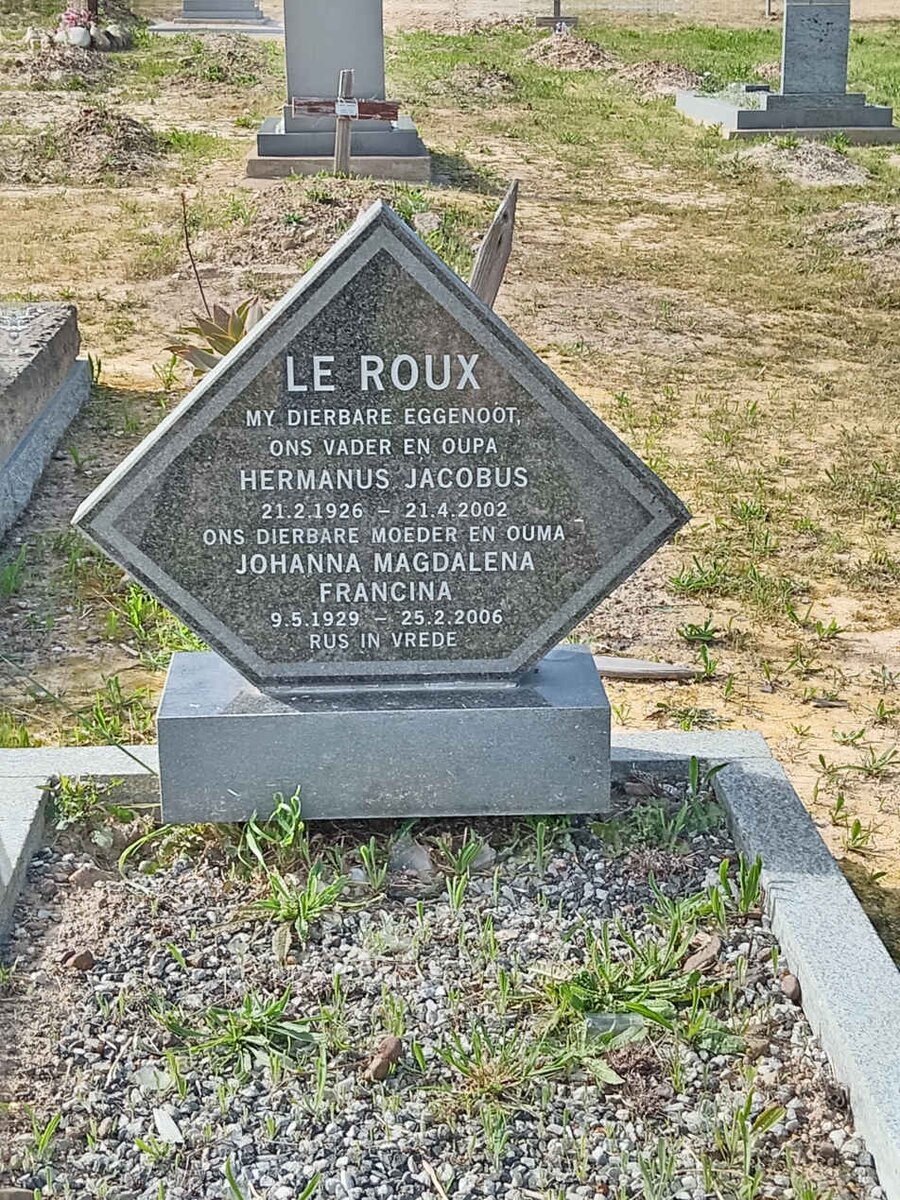 LE ROUX
MY DIERBARE EGGENOOT,
ONS VADER EN OUPA
HERMANUS JACOBUS
21.2.1926 – 21.4.2002
ONS DIERBARE MOEDER EN OUMA
JOHANNA MAGDALENA
FRANCINA
9.5.1929 – 25.2.2006
RUS IN VREDE